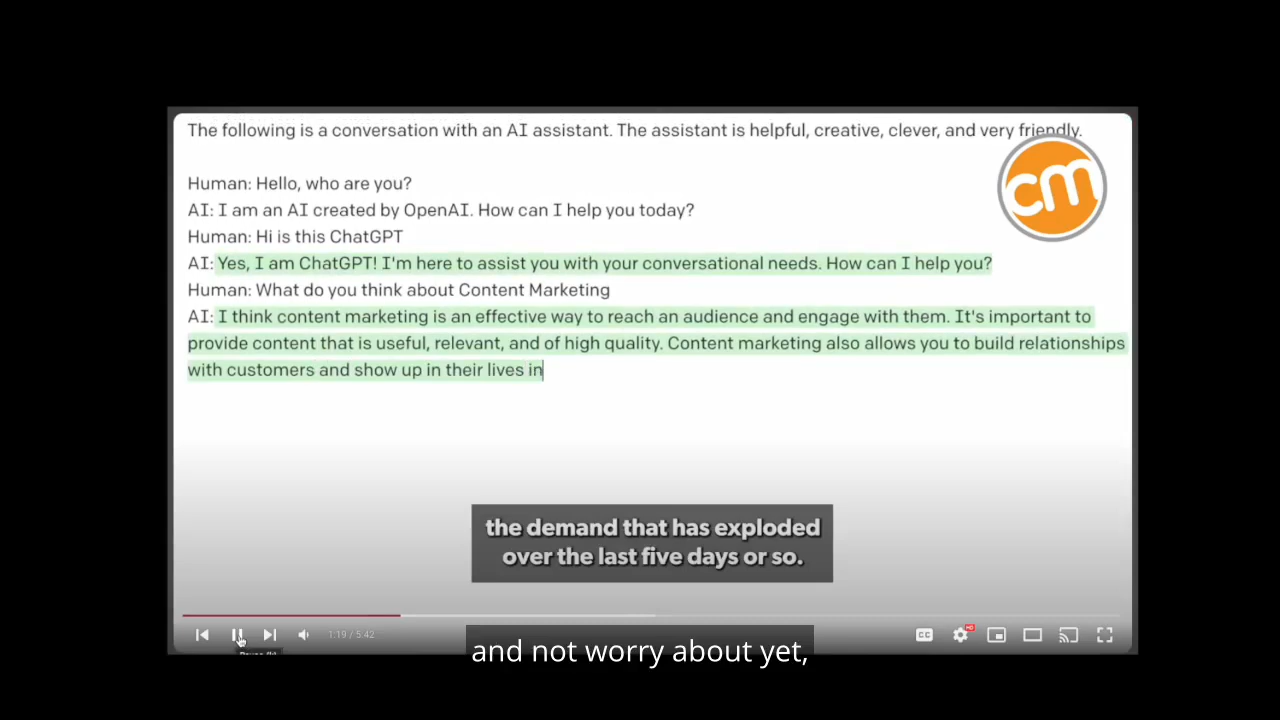 The following is a conversation with an AI assistant. The assistant is helpful, creative, clever, and very friendly.
cm
Human: Hello, who are you?
AI: I am an AI created by OpenAI. How can I help you today?
Human: Hi is this ChatGPT
AI: Yes, I am ChatGPT! I'm here to assist you with your conversational needs. How can I help you?
Human: What do you think about Content Marketing
AI: I think content marketing is an effective way to reach an audience and engage with them. It's important to
provide content that is useful, relevant, and of high quality. Content marketing also allows you to build relationships
with customers and show up in their lives in
the demand that has exploded
over the last five days or so.
1:19 / 5:42
CC
HD
and not worry about yet,